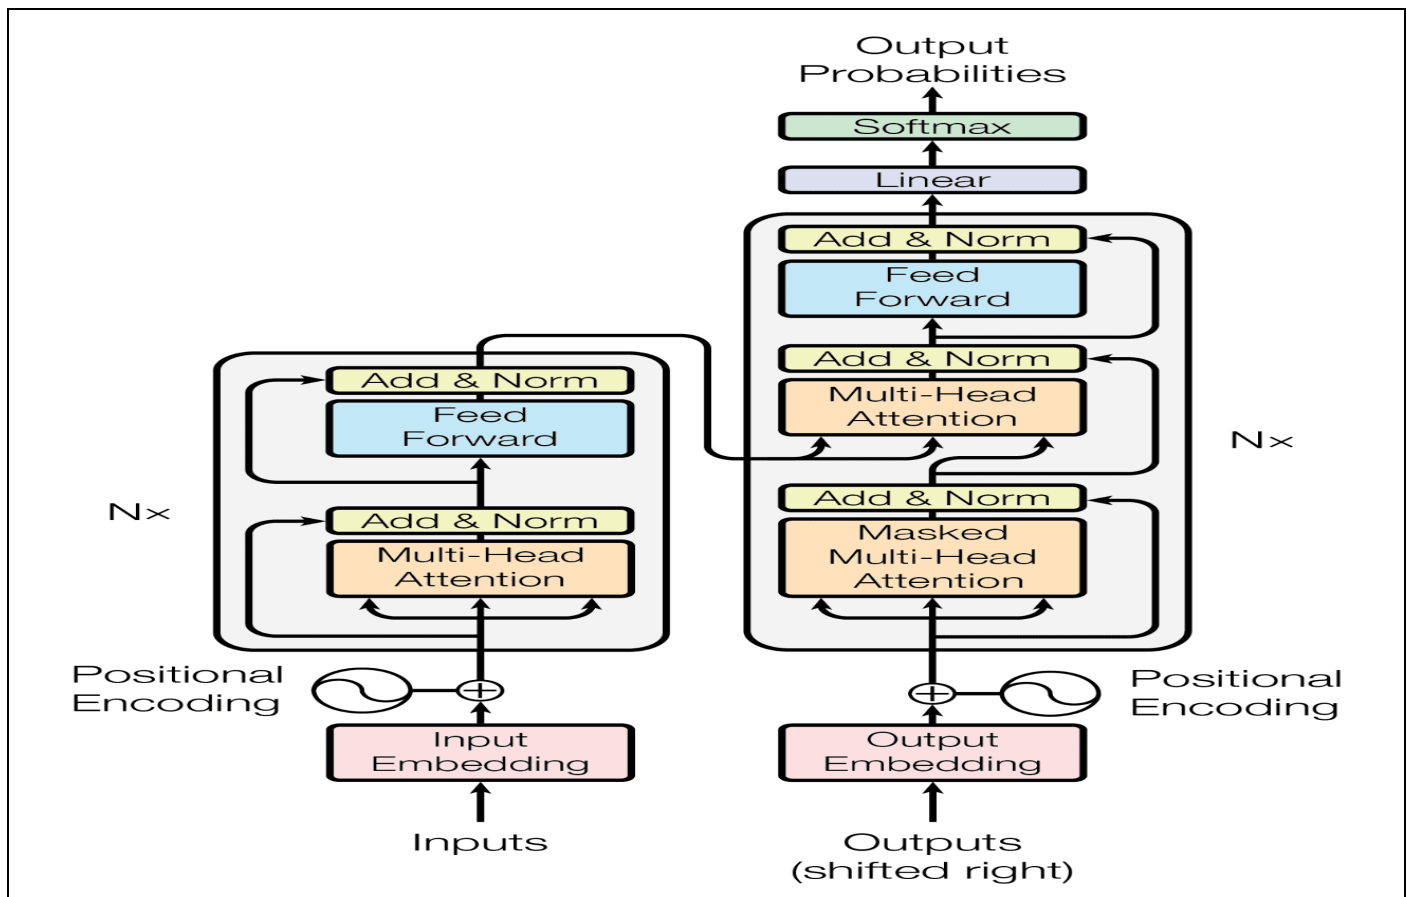 Output
Probabilities
Softmax
Linear
Add & Norm
Feed
Forward
Add & Norm
Multi-Head
Attention
Nx
Add & Norm
Masked
Multi-Head
Attention
Add & Norm
Feed
Forward
Nx
Add & Norm
Multi-Head
Attention
Positional
Encoding
Positional
Encoding
Input
Embedding
Output
Embedding
Inputs
Outputs
(shifted right)